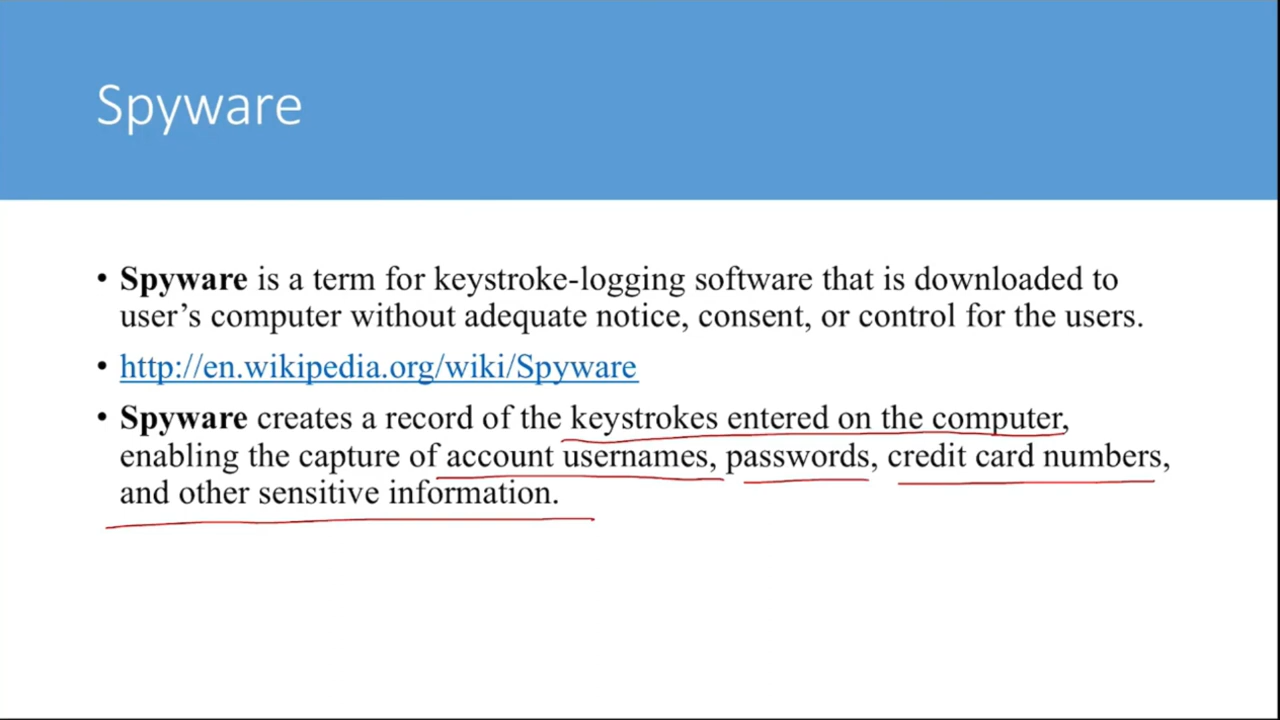 Spyware
• Spyware is a term for keystroke-logging software that is downloaded to
user’s computer without adequate notice, consent, or control for the users.
• http://en.wikipedia.org/wiki/Spyware
• Spyware creates a record of the keystrokes entered on the computer,
enabling the capture of account usernames, passwords, credit card numbers,
and other sensitive information.